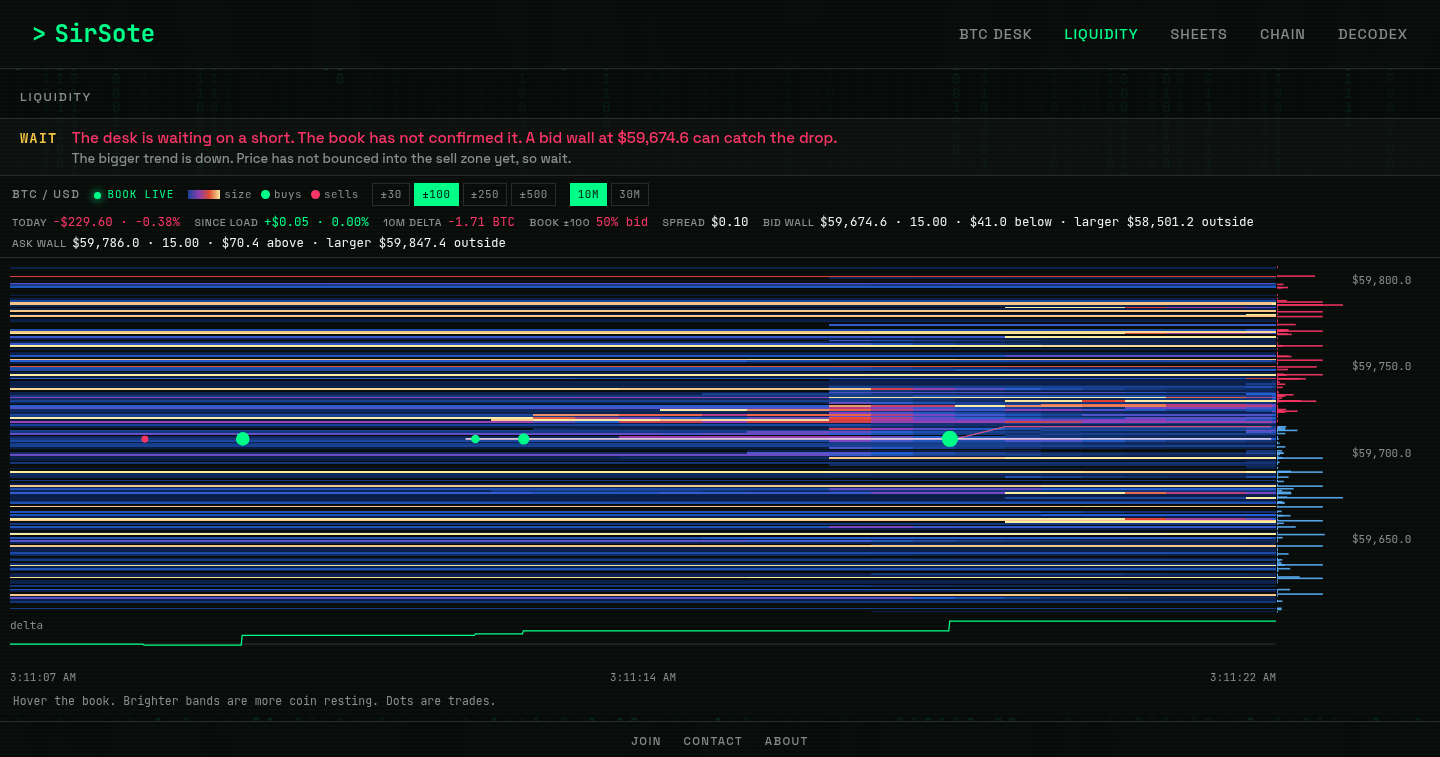 > SirSote
BTC DESK LIQUIDITY SHEETS CHAIN DECODEX
LIQUIDITY
WAIT The desk is waiting on a short. The book has not confirmed it. A bid wall at $59,674.6 can catch the drop.
The bigger trend is down. Price has not bounced into the sell zone yet, so wait.
BTC / USD BOOK LIVE size buys sells ±30 ±100 ±250 ±500 10M 30M
TODAY -$229.60 · -0.38% SINCE LOAD +$0.05 · 0.00% 10M DELTA -1.71 BTC BOOK ±100 50% bid SPREAD $0.10 BID WALL $59,674.6 · 15.00 · $41.0 below · larger $58,501.2 outside
ASK WALL $59,786.0 · 15.00 · $70.4 above · larger $59,847.4 outside
$59,800.0
$59,750.0
$59,700.0
$59,650.0
delta
3:11:07 AM 3:11:14 AM 3:11:22 AM
Hover the book. Brighter bands are more coin resting. Dots are trades.
JOIN CONTACT ABOUT